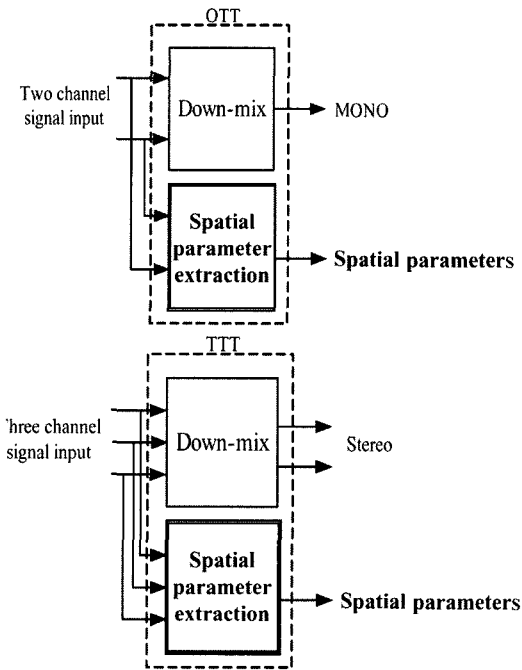 OTT
Two channel
signal input
Down-mix
MONO
Spatial
parameter
extraction
Spatial parameters
TTT
hree channel
signal input
Down-mix
Stereo
Spatial
parameter
extraction
Spatial parameters